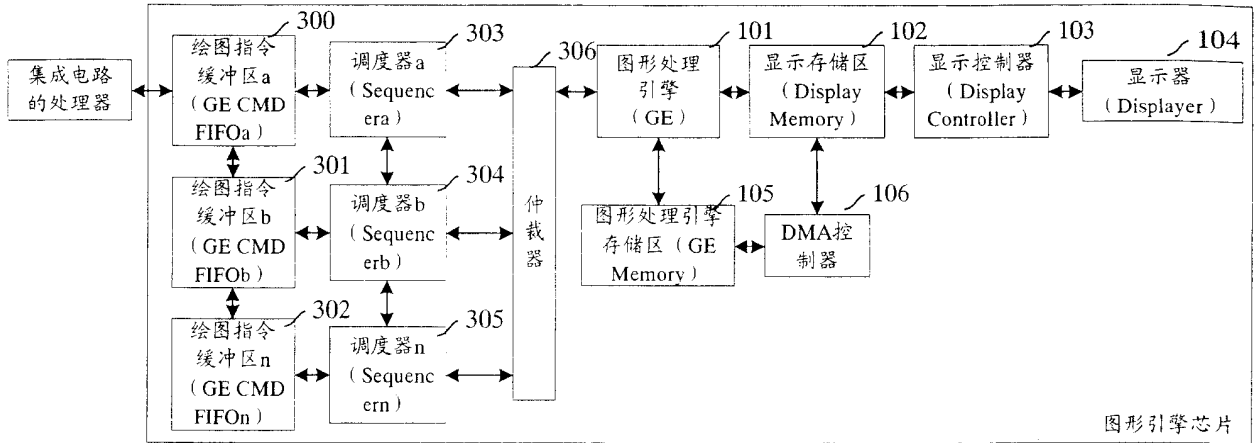 集成电路
的处理器
300
绘图指令
缓冲区a
（GE CMD
FIFOa）
303
调度器a
（Sequenc
era）
306
仲
裁
器
101
图形处理
引擎
（GE）
102
显示存储区
（Display
Memory）
103
显示控制器
（Display
Controller）
104
显示器
（Displayer）
301
绘图指令
缓冲区b
（GE CMD
FIFOb）
304
调度器b
（Sequenc
erb）
105
图形处理引擎
存储区（GE
Memory）
106
DMA控
制器
302
绘图指令
缓冲区n
（GE CMD
FIFOn）
305
调度器n
（Sequenc
ern）
图形引擎芯片